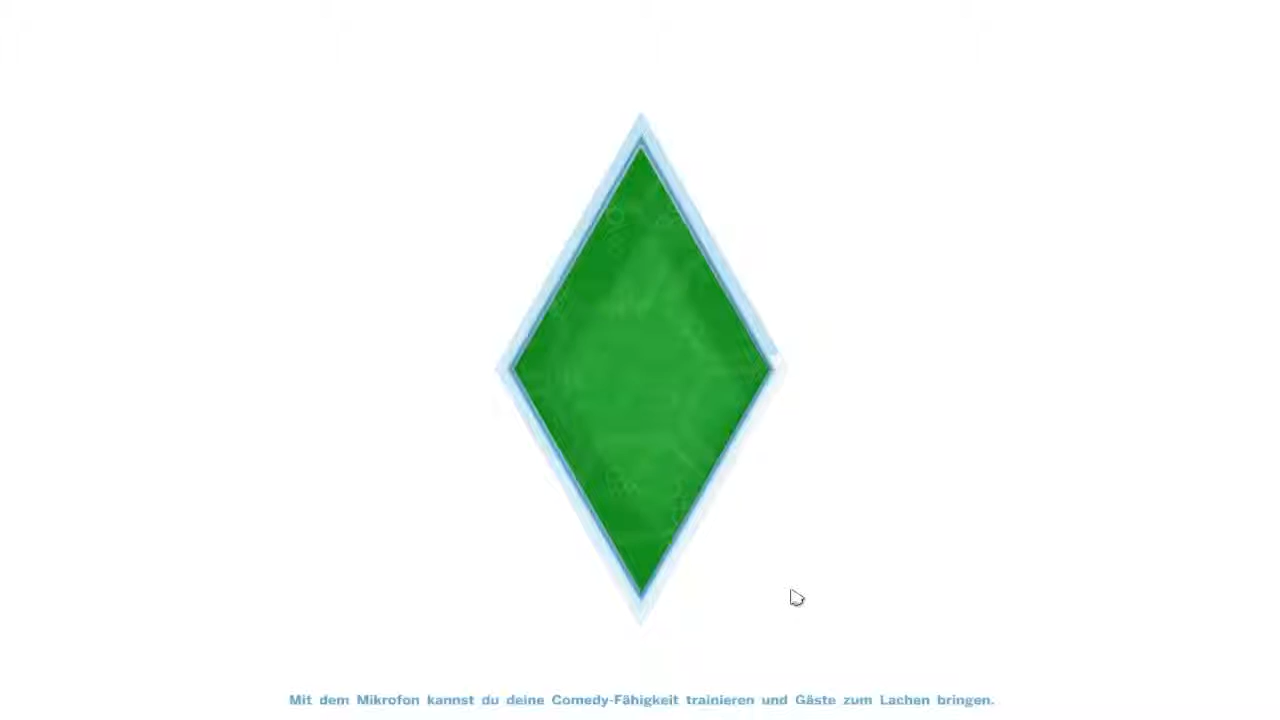 Mit dem Mikrofon kannst du deine Comedy-Fähigkeit trainieren und Gäste zum Lachen bringen.